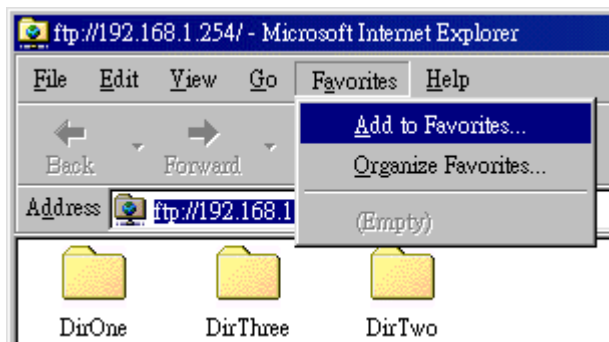 ftp://192.168.1.254/ - Microsoft Internet Explorer
File Edit View Go Favorites Help
Add to Favorites...
Back Forward
Organize Favorites...
Address ftp://192.168.1
(Empty)
DirOne DirThree DirTwo